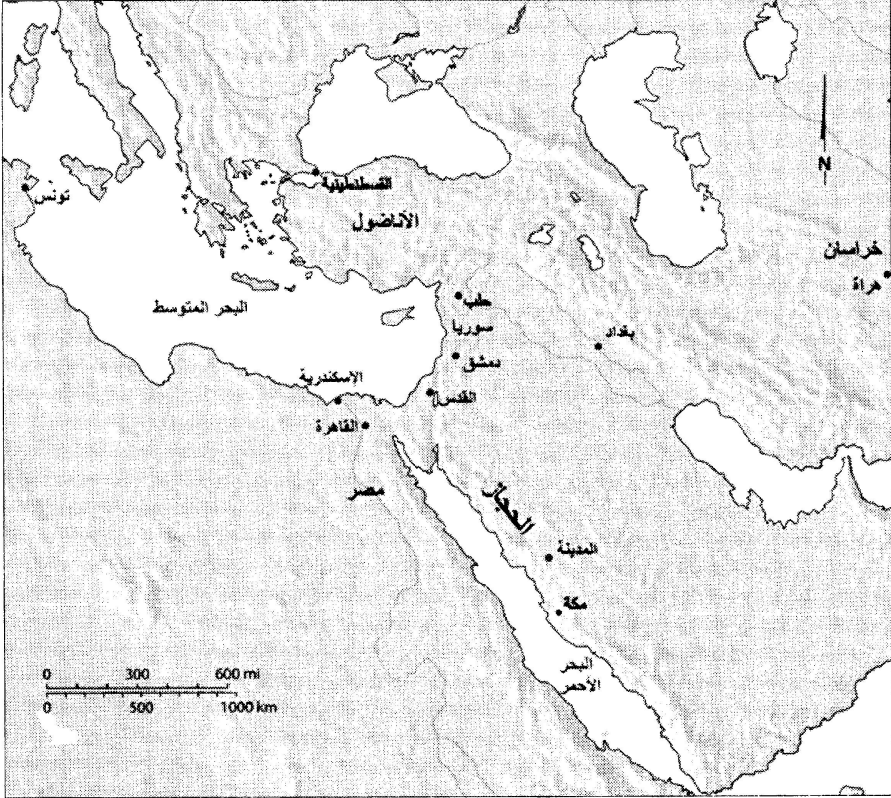 القسطنطينية
تونس
الأناضول
N
خراسان
هراة
حلب
البحر المتوسط
سوريا
بغداد
دمشق
الإسكندرية
القدس
القاهرة
مصر
المدينة
مكة
البحر
الأحمر
0 300 600 mi
0 500 1000 km